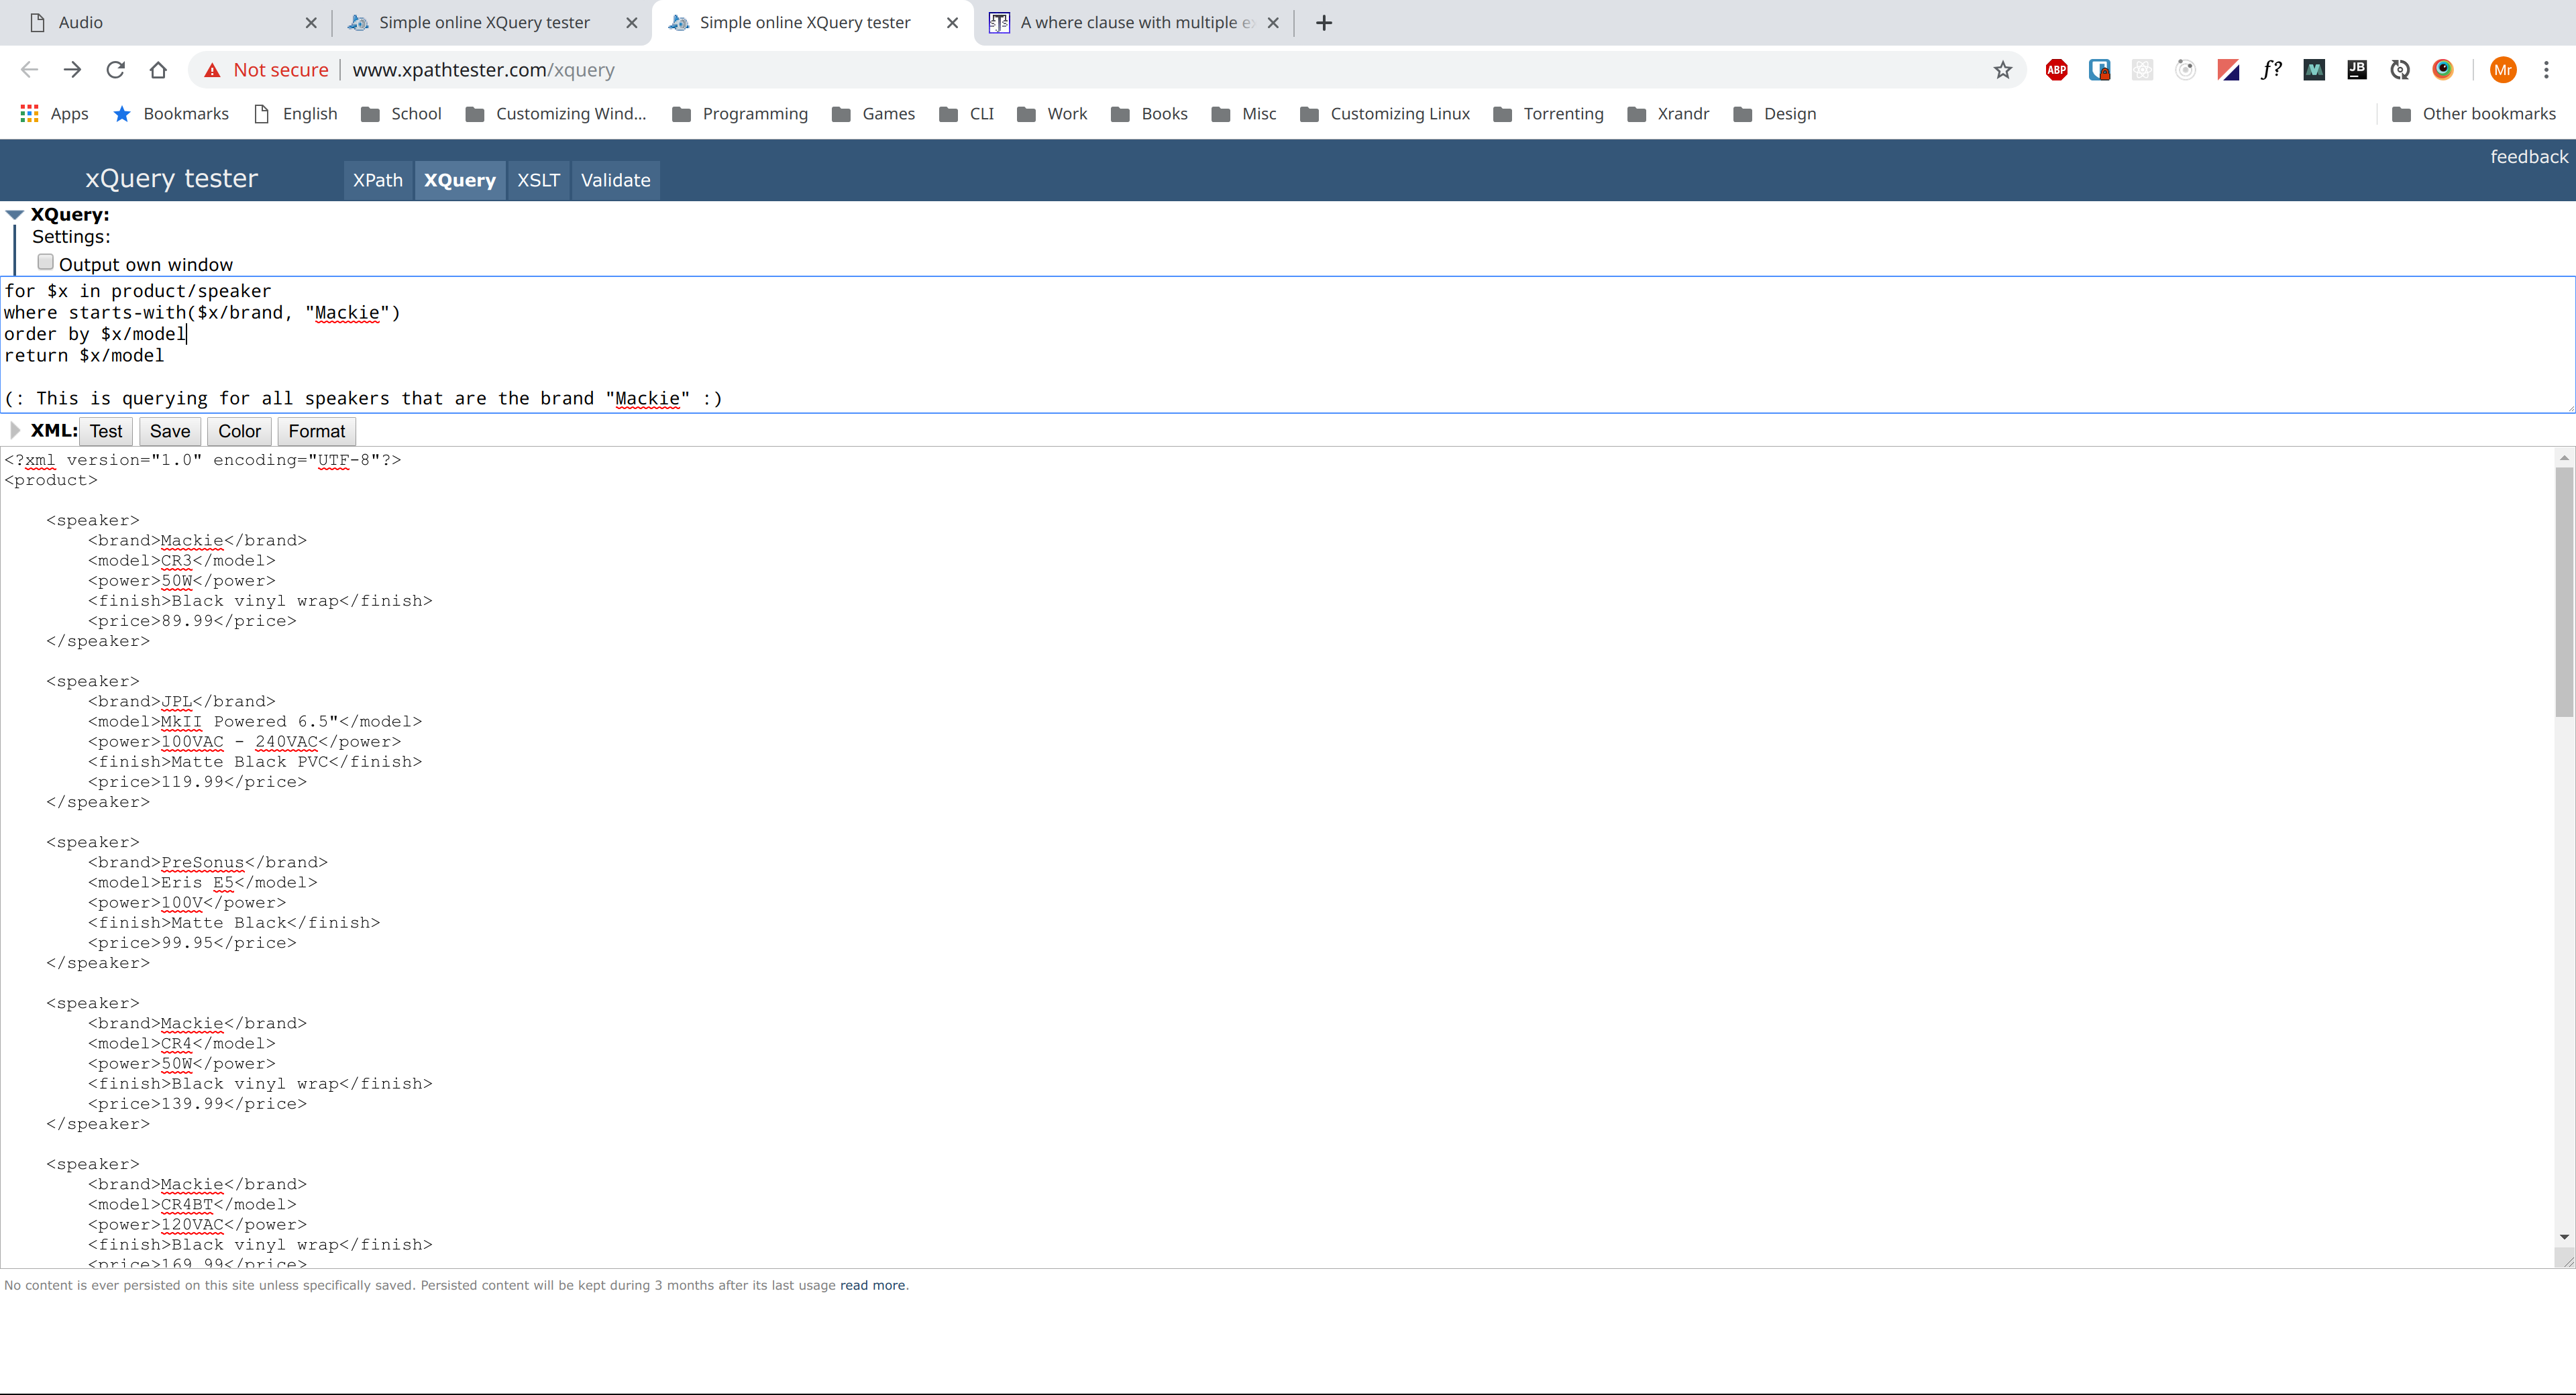 Audio
Simple online XQuery tester
Simple online XQuery tester
A where clause with multiple e
Not secure www.xpathtester.com/xquery
ABP f? M JB Mr
Apps Bookmarks English School Customizing Wind... Programming Games CLI Work Books Misc Customizing Linux Torrenting Xrandr Design Other bookmarks
feedback
xQuery tester XPath XQuery XSLT Validate
XQuery:
Settings:
Output own window
for $x in product/speaker
where starts-with($x/brand, "Mackie")
order by $x/model
return $x/model
(: This is querying for all speakers that are the brand "Mackie" :)
XML: Test Save Color Format
<?xml version="1.0" encoding="UTF-8"?>
<product>
<speaker>
<brand>Mackie</brand>
<model>CR3</model>
<power>50W</power>
<finish>Black vinyl wrap</finish>
<price>89.99</price>
</speaker>
<speaker>
<brand>JPL</brand>
<model>MkII Powered 6.5"</model>
<power>100VAC - 240VAC</power>
<finish>Matte Black PVC</finish>
<price>119.99</price>
</speaker>
<speaker>
<brand>PreSonus</brand>
<model>Eris E5</model>
<power>100V</power>
<finish>Matte Black</finish>
<price>99.95</price>
</speaker>
<speaker>
<brand>Mackie</brand>
<model>CR4</model>
<power>50W</power>
<finish>Black vinyl wrap</finish>
<price>139.99</price>
</speaker>
<speaker>
<brand>Mackie</brand>
<model>CR4BT</model>
<power>120VAC</power>
<finish>Black vinyl wrap</finish>
<price>169.99</price>
No content is ever persisted on this site unless specifically saved. Persisted content will be kept during 3 months after its last usage read more.